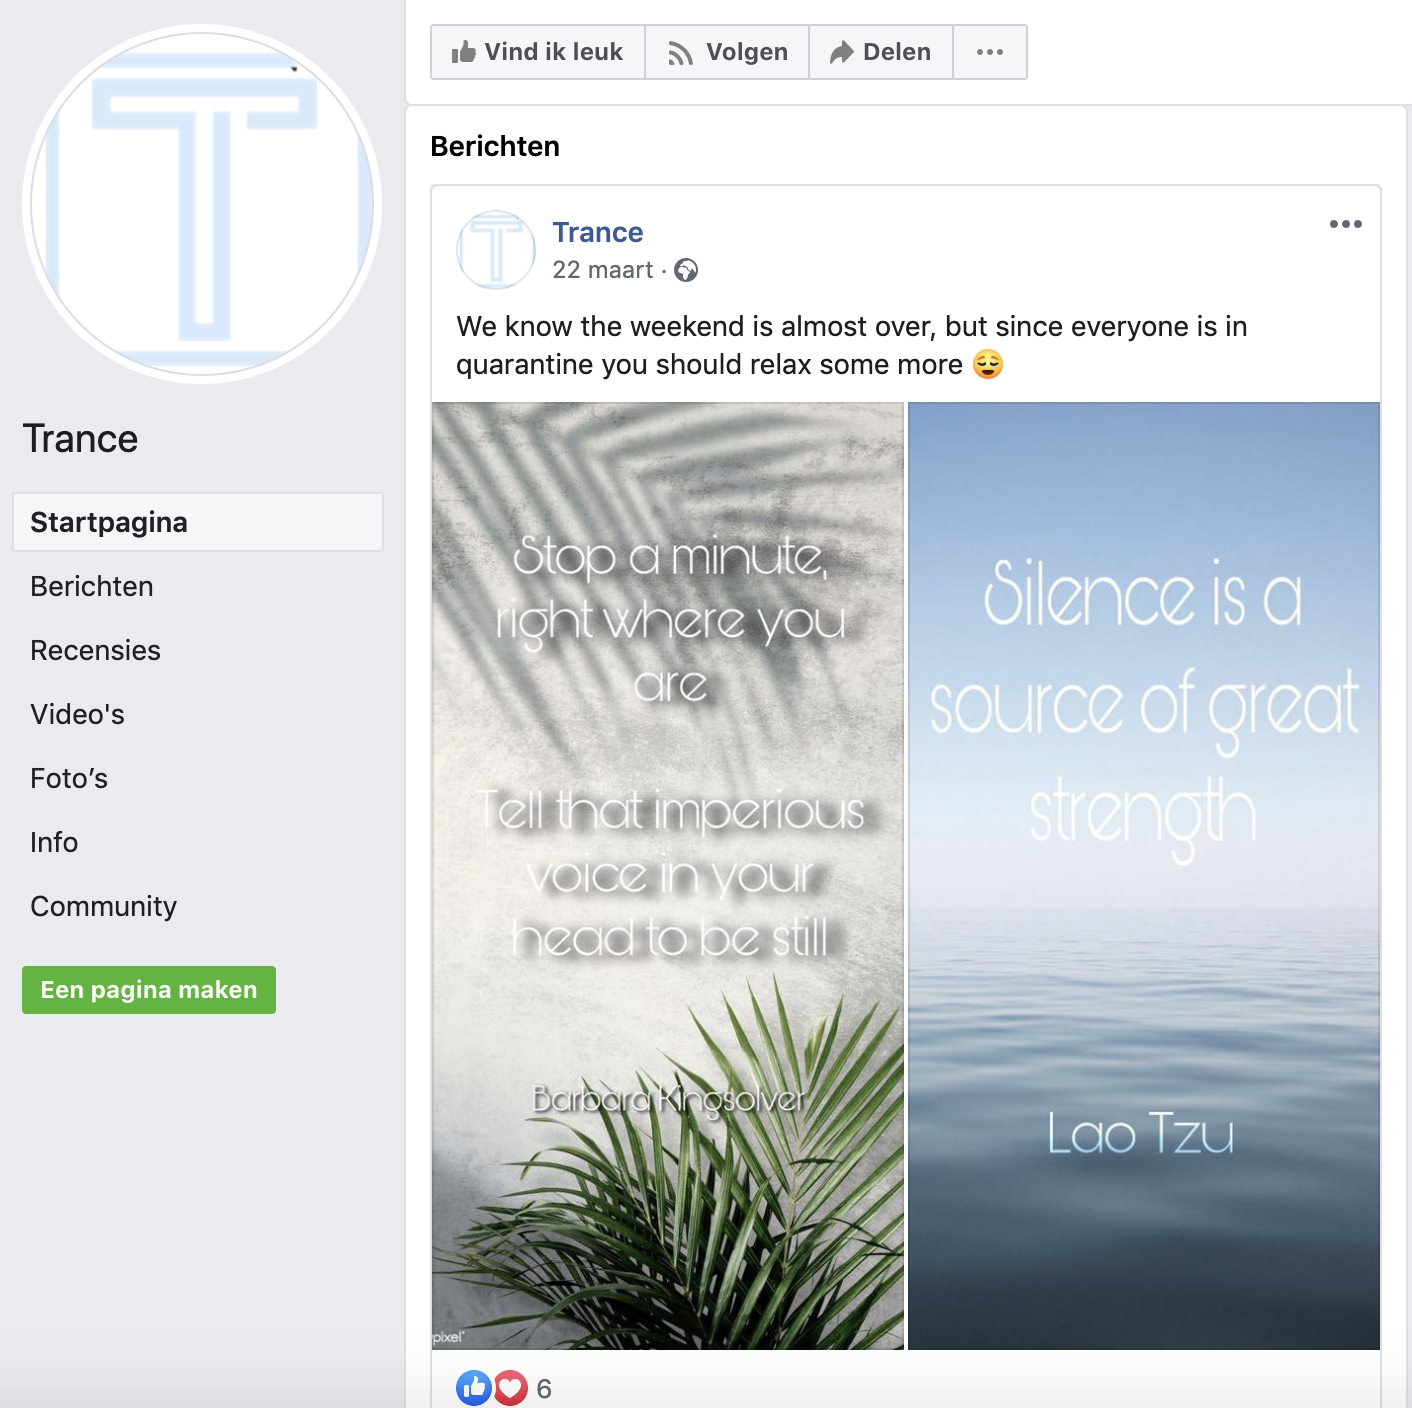 Vind ik leuk
Volgen
Delen
Berichten
Trance
22 maart ·
We know the weekend is almost over, but since everyone is in
quarantine you should relax some more
Stop a minute,
right where you
are
Tell that imperious
voice in your
head to be still
Barbara Kingsolver
pixel
Silence is a
source of great
strength
Lao Tzu
6
T
Trance
Startpagina
Berichten
Recensies
Video's
Foto’s
Info
Community
Een pagina maken